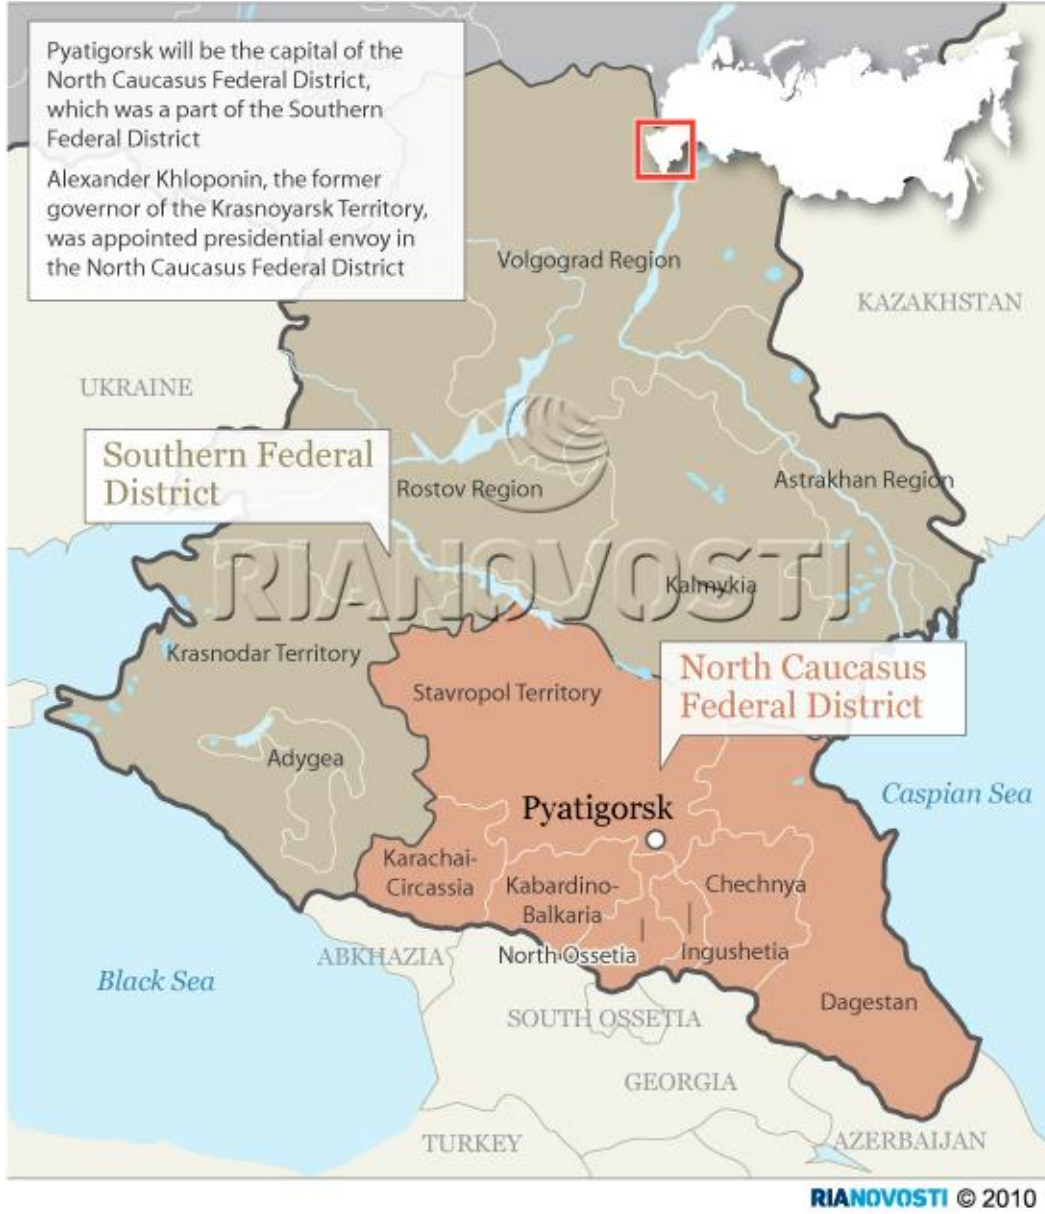 Pyatigorsk will be the capital of the
North Caucasus Federal District,
which was a part of the Southern
Federal District
Alexander Khloponin, the former
governor of the Krasnoyarsk Territory,
was appointed presidential envoy in
the North Caucasus Federal District
Volgograd Region
KAZAKHSTAN
UKRAINE
Southern Federal
District
Rostov Region
Astrakhan Region
RIANOVOSTI
Kalmykia
Krasnodar Territory
North Caucasus
Federal District
Stavropol Territory
Adygea
Caspian Sea
Pyatigorsk
Karachai-
Circassia
Kabardino-
Balkaria
Chechnya
North Ossetia
Ingushetia
ABKHAZIA
Black Sea
Dagestan
SOUTH OSSETIA
GEORGIA
TURKEY
AZERBAIJAN
RIANOVOSTI © 2010